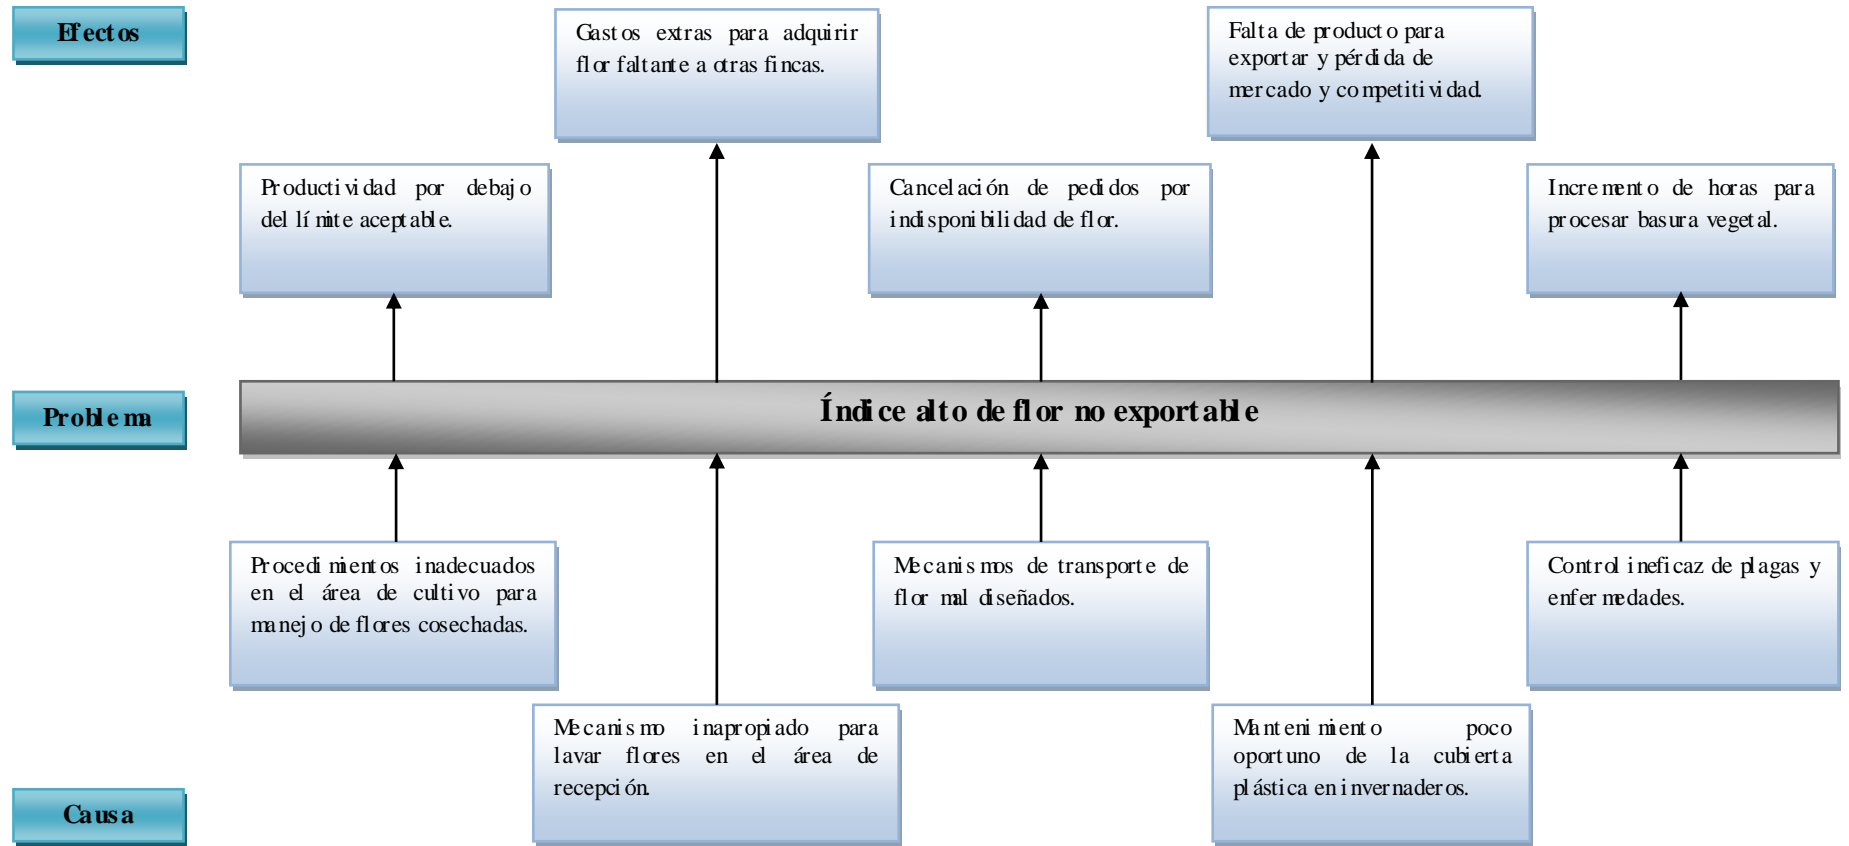 Efectos
Gastos extras para adquirir
flor faltante a otras fincas.
Falta de producto para
exportar y pérdida de
mercado y competitividad.
Productividad por debajo
del límite aceptable.
Cancelación de pedidos por
indisponibilidad de flor.
Incremento de horas para
procesar basura vegetal.
Problema
Índice alto de flor no exportable
Procedimientos inadecuados
en el área de cultivo para
manejo de flores cosechadas.
Mecanismos de transporte de
flor mal diseñados.
Control ineficaz de plagas y
enfermedades.
Mecanismo inapropiado para
lavar flores en el área de
recepción.
Mantenimiento poco
oportuno de la cubierta
plástica en invernaderos.
Causa